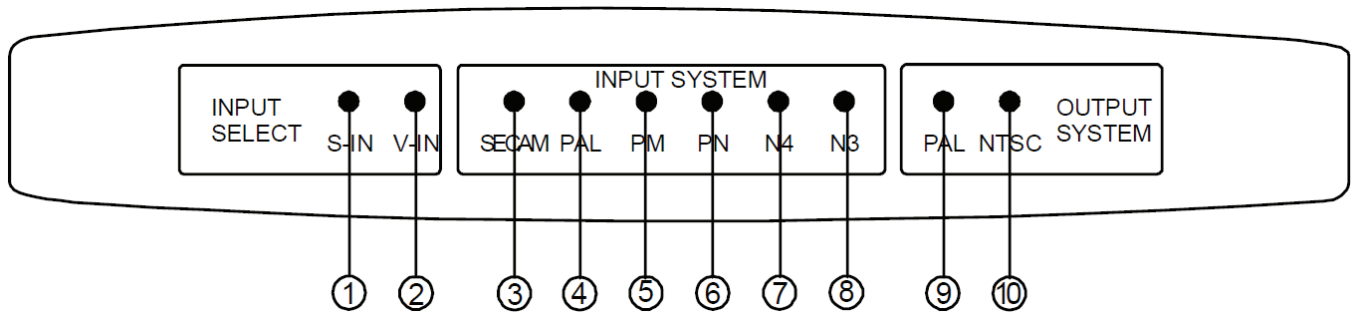 INPUT SYSTEM
INPUT SELECT
S-IN V-IN
SECAM PAL PM PN N4 N3
PAL NTSC
OUTPUT SYSTEM
1 2 3 4 5 6 7 8 9 10